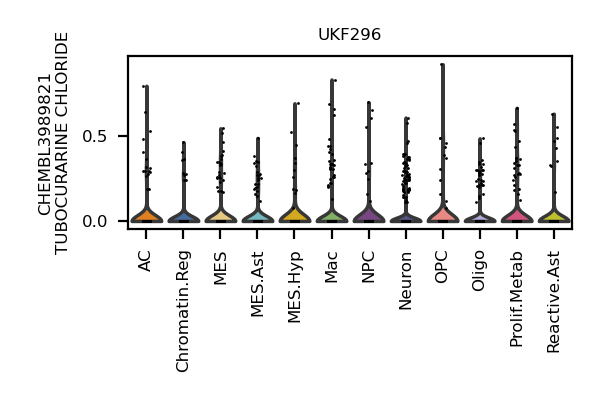 UKF296
CHEMBL3989821
TUBOCURARINE CHLORIDE
0.5
0.0
AC
Chromatin.Reg
MES
MES.Ast
MES.Hyp
Mac
NPC
Neuron
OPC
Oligo
Prolif.Metab
Reactive.Ast